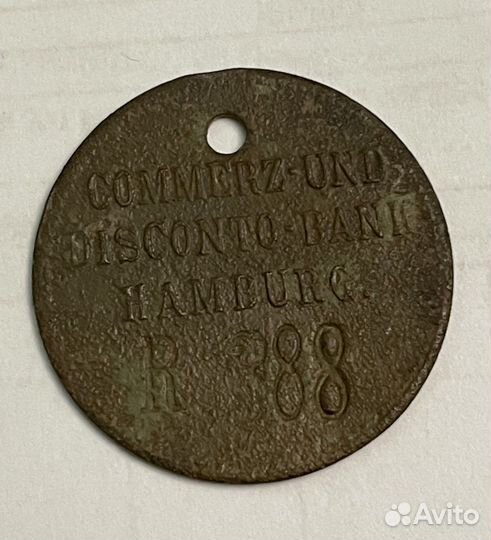 COMMERZ-UND
DISCONTO-BANK
HAMBURG.
R 388
Avito